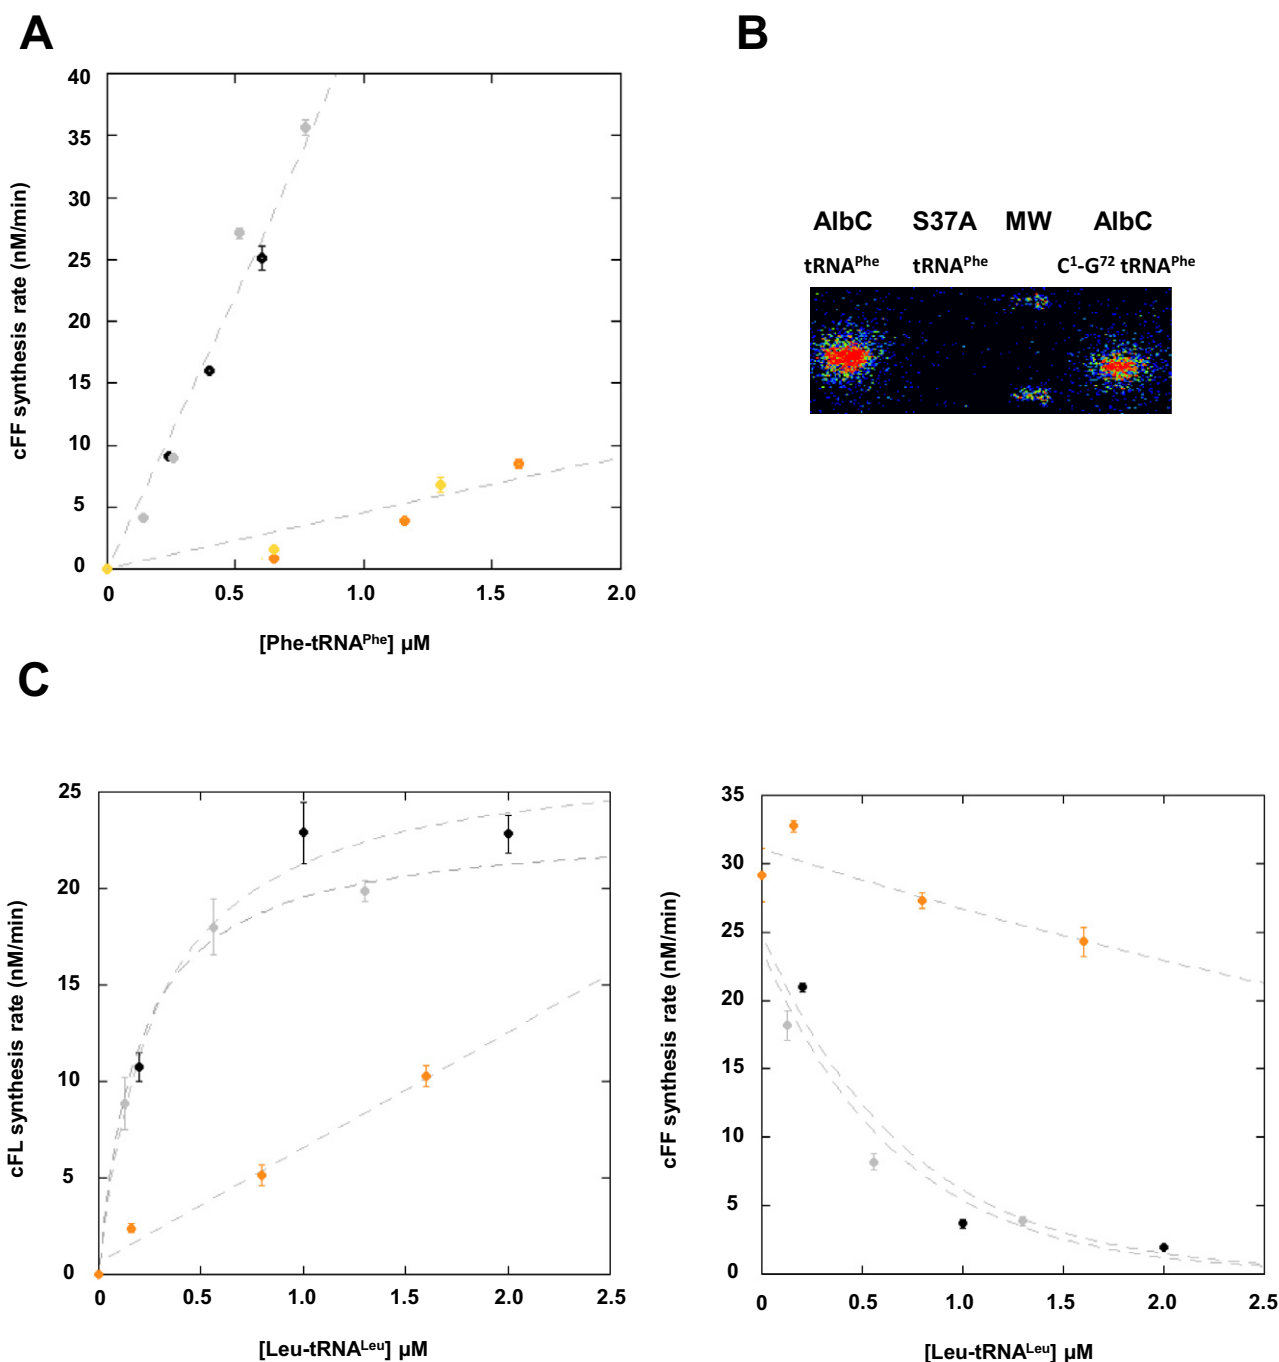 A
B
40
35
30
25
20
15
10
5
0
cFF synthesis rate (nM/min)
0 0.5 1.0 1.5 2.0
[Phe-tRNAPhe] µM
AlbC S37A MW AlbC
tRNAPhe tRNAPhe C1-G72 tRNAPhe
C
25
20
15
10
5
0
cFL synthesis rate (nM/min)
0 0.5 1.0 1.5 2.0 2.5
[Leu-tRNALeu] µM
35
30
25
20
15
10
5
0
cFF synthesis rate (nM/min)
0 0.5 1.0 1.5 2.0 2.5
[Leu-tRNALeu] µM